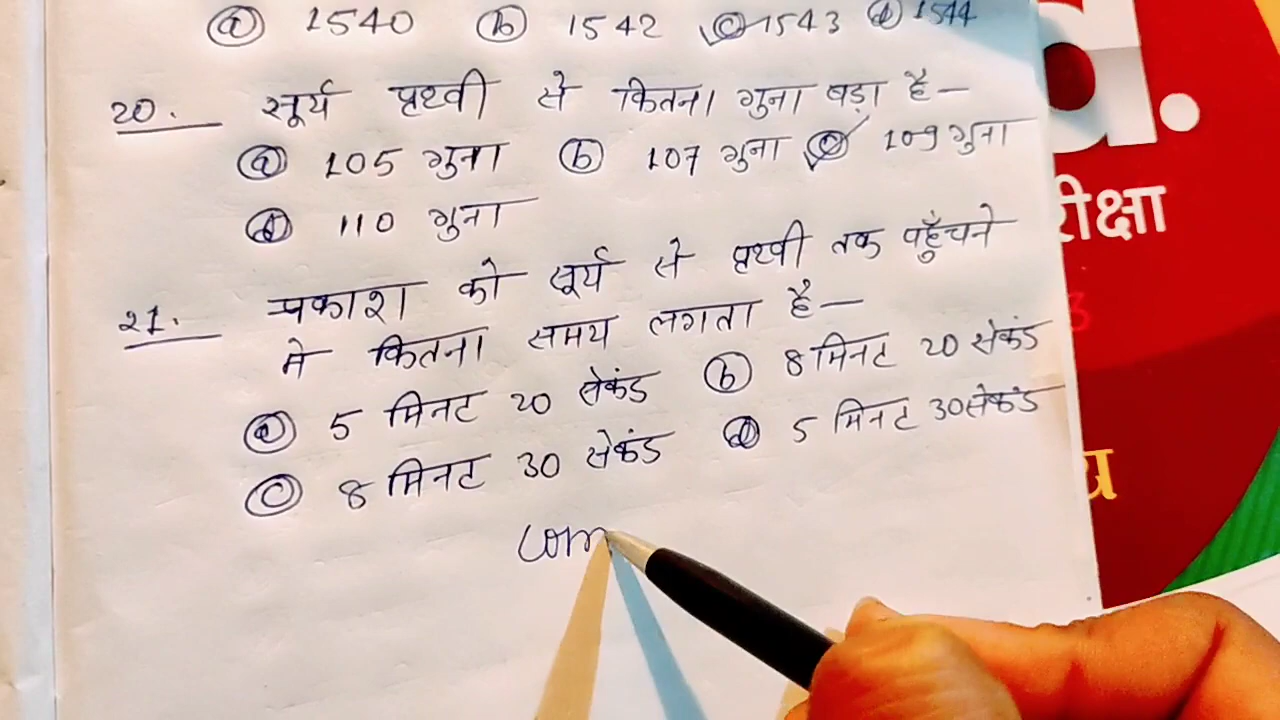 ⓐ 1540 ⓑ 1542 ⓒ 1543 ⓓ 1544
20. सूर्य पृथ्वी से कितना गुना बड़ा है—
ⓐ 105 गुना ⓑ 107 गुना ⓒ 109 गुना
ⓓ 110 गुना
21. प्रकाश को सूर्य से पृथ्वी तक पहुँचने
मे कितना समय लगता है—
ⓐ 5 मिनट 20 सेकंड ⓑ 8 मिनट 20 सेकंड
ⓒ 8 मिनट 30 सेकंड ⓓ 5 मिनट 30 सेकंड
com
d.
रीक्षा